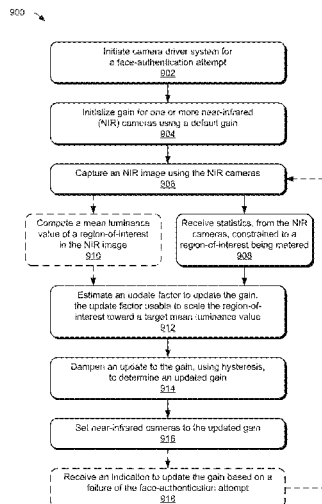 900
Initiate camera driver system for
a face-authentication attempt
902
Initialize gain for one or more near-infrared
(NIR) cameras using a default gain
904
Capture an NIR image using the NIR cameras
906
Compute a mean luminance
value of a region-of-interest
in the NIR image
910
Receive statistics, from the NIR
cameras, constrained to a
region-of-interest being metered
908
Estimate an update factor to update the gain,
the update factor usable to scale the region-of-
interest toward a target mean luminance value
912
Dampen an update to the gain, using hysteresis,
to determine an updated gain
914
Set near-infrared cameras to the updated gain
916
Receive an indication to update the gain based on a
failure of the face-authentication attempt
918